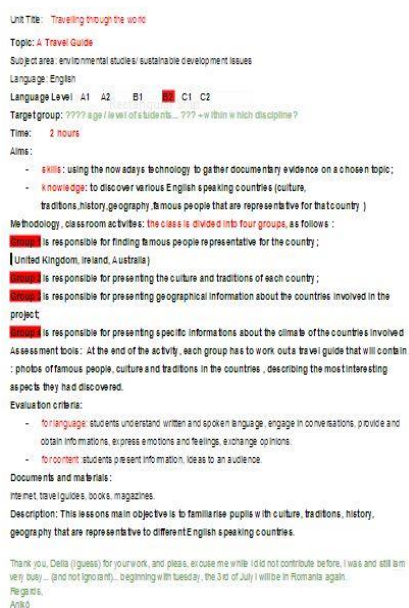 Unit Title: Travelling through the world
Topic: A Travel Guide
Subject area: environmental studies/ sustainable development issues
Language: English
Language Level A1 A2 B1 B2 C1 C2
Target group: ???? age / level of students... ??? - within which discipline?
Time: 2 hours
Aims:
- skills: using the nowadays technology to gather documentary evidence on a chosen topic;
- knowledge: to discover various English speaking countries (culture,
traditions,history,geography,famous people that are representative for that country )
Methodology, classroom activities: the class is divided into four groups, as follows :
Group 1 is responsible for finding famous people representative for the country ;
( United Kingdom, Ireland, Australia)
Group 2 is responsible for presenting the culture and traditions of each country ;
Group 3 is responsible for presenting geographical information about the countries involved in the
project;
Group 4 is responsible for presenting specific informations about the climate of the countries involved
Assessment tools: At the end of the activity, each group has to work out a travel guide that will contain
: photos of famous people, culture and traditions in the countries , describing the most interesting
aspects they had discovered.
Evaluation criteria:
- for language: students understand written and spoken language, engage in conversations, provide and
obtain informations, express emotions and feelings, exchange opinions.
- for content :students present information, ideas to an audience.
Documents and materials:
Internet, travel guides, books, magazines.
Description: This lessons main objective is to familiarise pupils with culture, traditions, history,
geography that are representative to different English speaking countries.
Thank you, Delia (I guess) for your work, and pleas, excuse me while I did not contribute before, I was and still am
very busy... (and not ignorant)... beginning with tuesday, the 3rd of July I will be in Romania again.
Regards,
Anikó